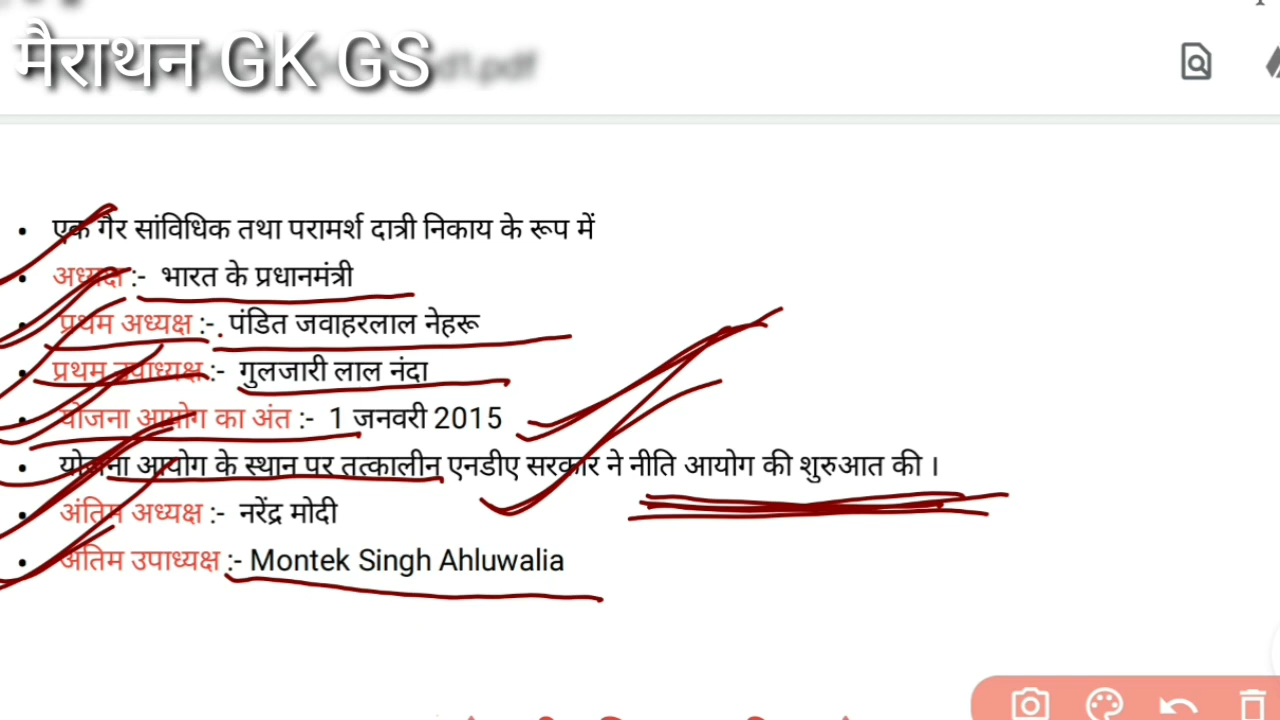 मैराथन GK GS
d1.pdf
• एक गैर सांविधिक तथा परामर्श दात्री निकाय के रूप में
• अध्यक्ष :- भारत के प्रधानमंत्री
• प्रथम अध्यक्ष :- पंडित जवाहरलाल नेहरू
• प्रथम उपाध्यक्ष :- गुलजारी लाल नंदा
• योजना आयोग का अंत :- 1 जनवरी 2015
• योजना आयोग के स्थान पर तत्कालीन एनडीए सरकार ने नीति आयोग की शुरुआत की ।
• अंतिम अध्यक्ष :- नरेंद्र मोदी
• अंतिम उपाध्यक्ष :- Montek Singh Ahluwalia